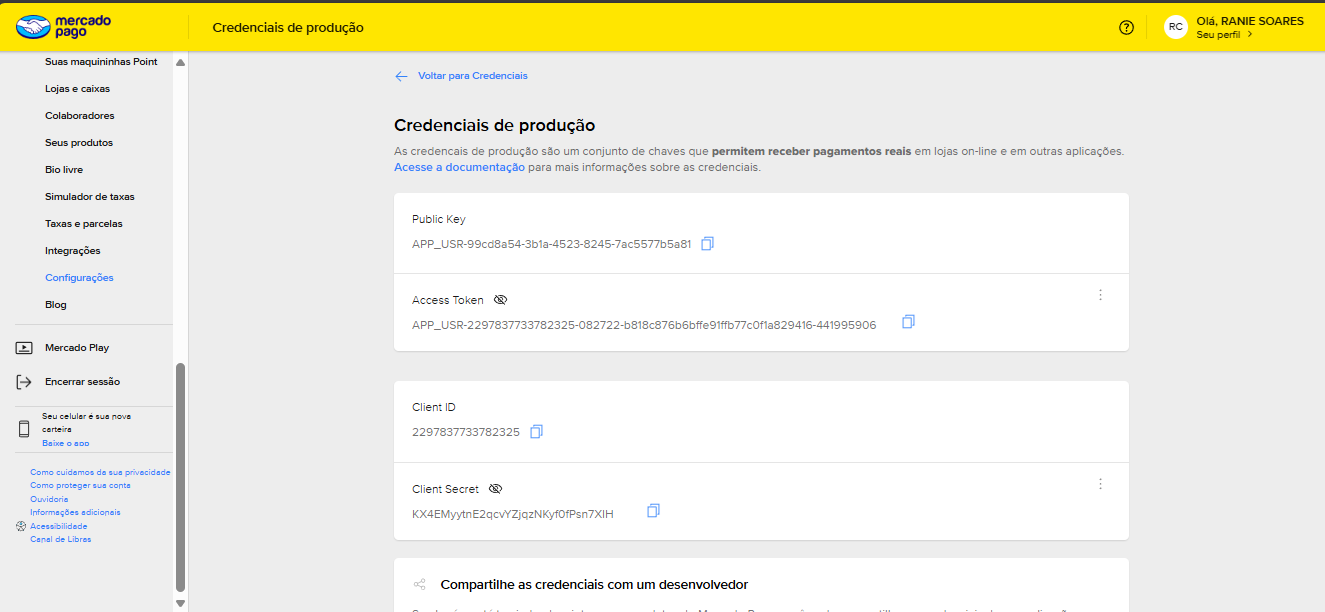 mercado
pago
Credenciais de produção
RC
Olá, RANIE SOARES
Seu perfil
Suas maquininhas Point
Lojas e caixas
Colaboradores
Seus produtos
Bio livre
Simulador de taxas
Taxas e parcelas
Integrações
Configurações
Blog
Mercado Play
Encerrar sessão
Seu celular é sua nova
carteira
Baixe o app
Como cuidamos da sua privacidade
Como proteger sua conta
Ouvidoria
Informações adicionais
Acessibilidade
Canal de Libras
Voltar para Credenciais
Credenciais de produção
As credencais de produção são um conjunto de chaves que permitem receber pagamentos reais em lojas on-line e em outras aplicações.
Acesse a documentação para mais informações sobre as credenciais.
Public Key
APP_USR-99cd8a54-3b1a-4523-8245-7ac5577b5a81
Access Token
APP_USR-2297837733782325-082722-b818c876b6bffe91ffb77c0f1a829416-441995906
Client ID
2297837733782325
Client Secret
KX4EMyytnE2qcvYZjqzNKyf0fPsn7XIH
Compartilhe as credenciais com um desenvolvedor